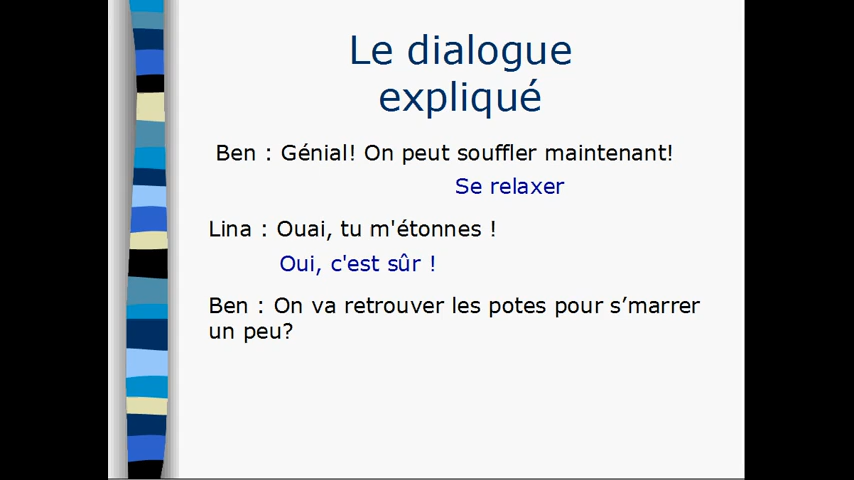 Le dialogue
expliqué
Ben : Génial! On peut souffler maintenant!
Se relaxer
Lina : Ouai, tu m'étonnes !
Oui, c'est sûr !
Ben : On va retrouver les potes pour s’marrer
un peu?